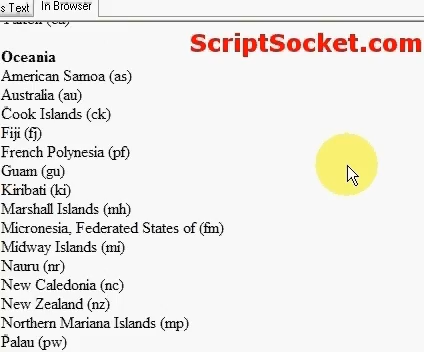 s Text
In Browser
ScriptSocket.com
Oceania
American Samoa (as)
Australia (au)
Cook Islands (ck)
Fiji (fj)
French Polynesia (pf)
Guam (gu)
Kiribati (ki)
Marshall Islands (mh)
Micronesia, Federated States of (fm)
Midway Islands (mi)
Nauru (nr)
New Caledonia (nc)
New Zealand (nz)
Northern Mariana Islands (mp)
Palau (pw)